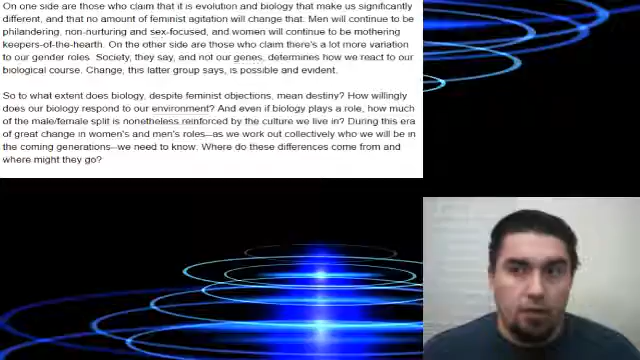 On one side are those who claim that it is evolution and biology that make us significantly
different, and that no amount of feminist agitation will change that. Men will continue to be
philandering, non-nurturing and sex-focused, and women will continue to be mothering
keepers-of-the-hearth. On the other side are those who claim there's a lot more variation
to our gender roles. Society, they say, and not our genes, determines how we react to our
biological course. Change, this latter group says, is possible and evident.
So to what extent does biology, despite feminist objections, mean destiny? How willingly
does our biology respond to our environment? And even if biology plays a role, how much
of the male/female split is nonetheless reinforced by the culture we live in? During this era
of great change in women's and men's roles--as we work out collectively who we will be in
the coming generations--we need to know. Where do these differences come from and
where might they go?